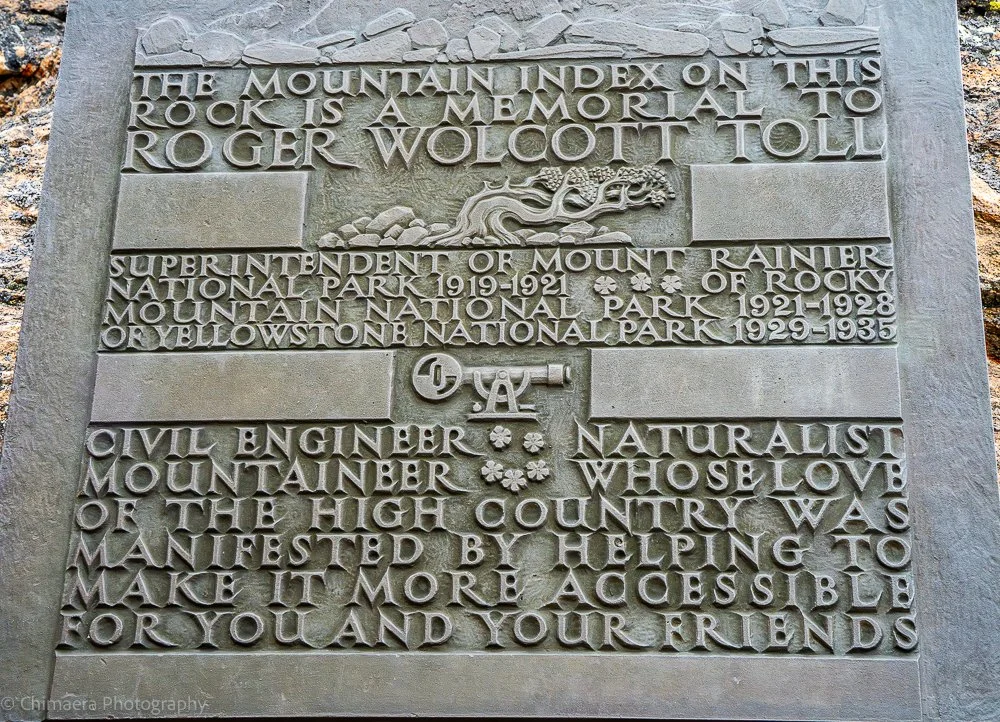 THE MOUNTAIN INDEX ON THIS
ROCK IS A MEMORIAL TO
ROGER WOLCOTT TOLL
SUPERINTENDENT OF MOUNT RAINIER
NATIONAL PARK 1919-1921 OF ROCKY
MOUNTAIN NATIONAL PARK 1921-1928
OF YELLOWSTONE NATIONAL PARK 1929-1935
CIVIL ENGINEER NATURALIST
MOUNTAINEER WHOSE LOVE
OF THE HIGH COUNTRY WAS
MANIFESTED BY HELPING TO
MAKE IT MORE ACCESSIBLE
FOR YOU AND YOUR FRIENDS
© Chimaera Photography